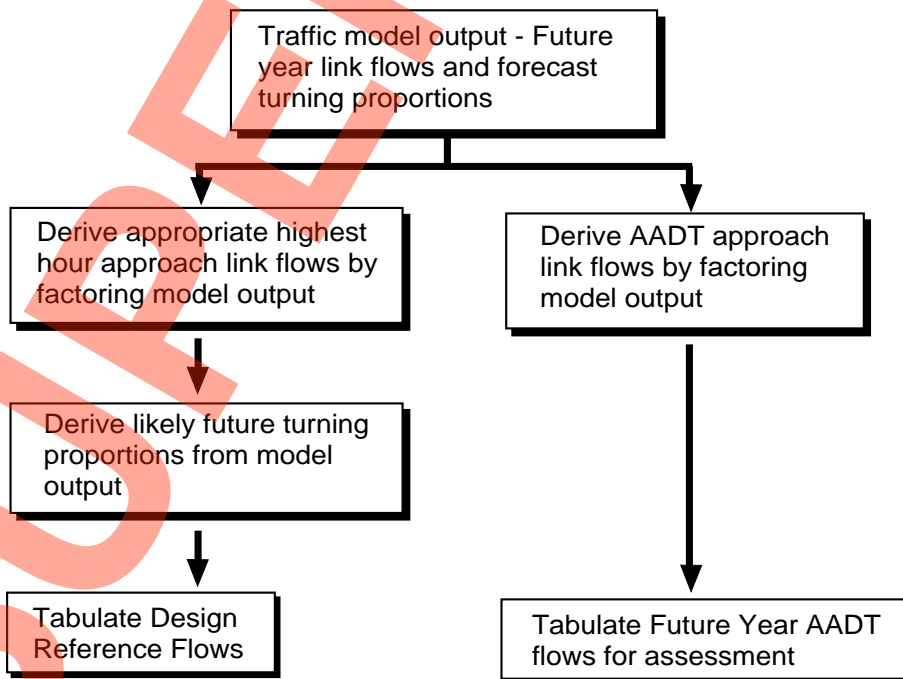 Traffic model output - Future
year link flows and forecast
turning proportions
Derive appropriate highest
hour approach link flows by
factoring model output
Derive AADT approach
link flows by factoring
model output
Derive likely future turning
proportions from model
output
Tabulate Design
Reference Flows
Tabulate Future Year AADT
flows for assessment